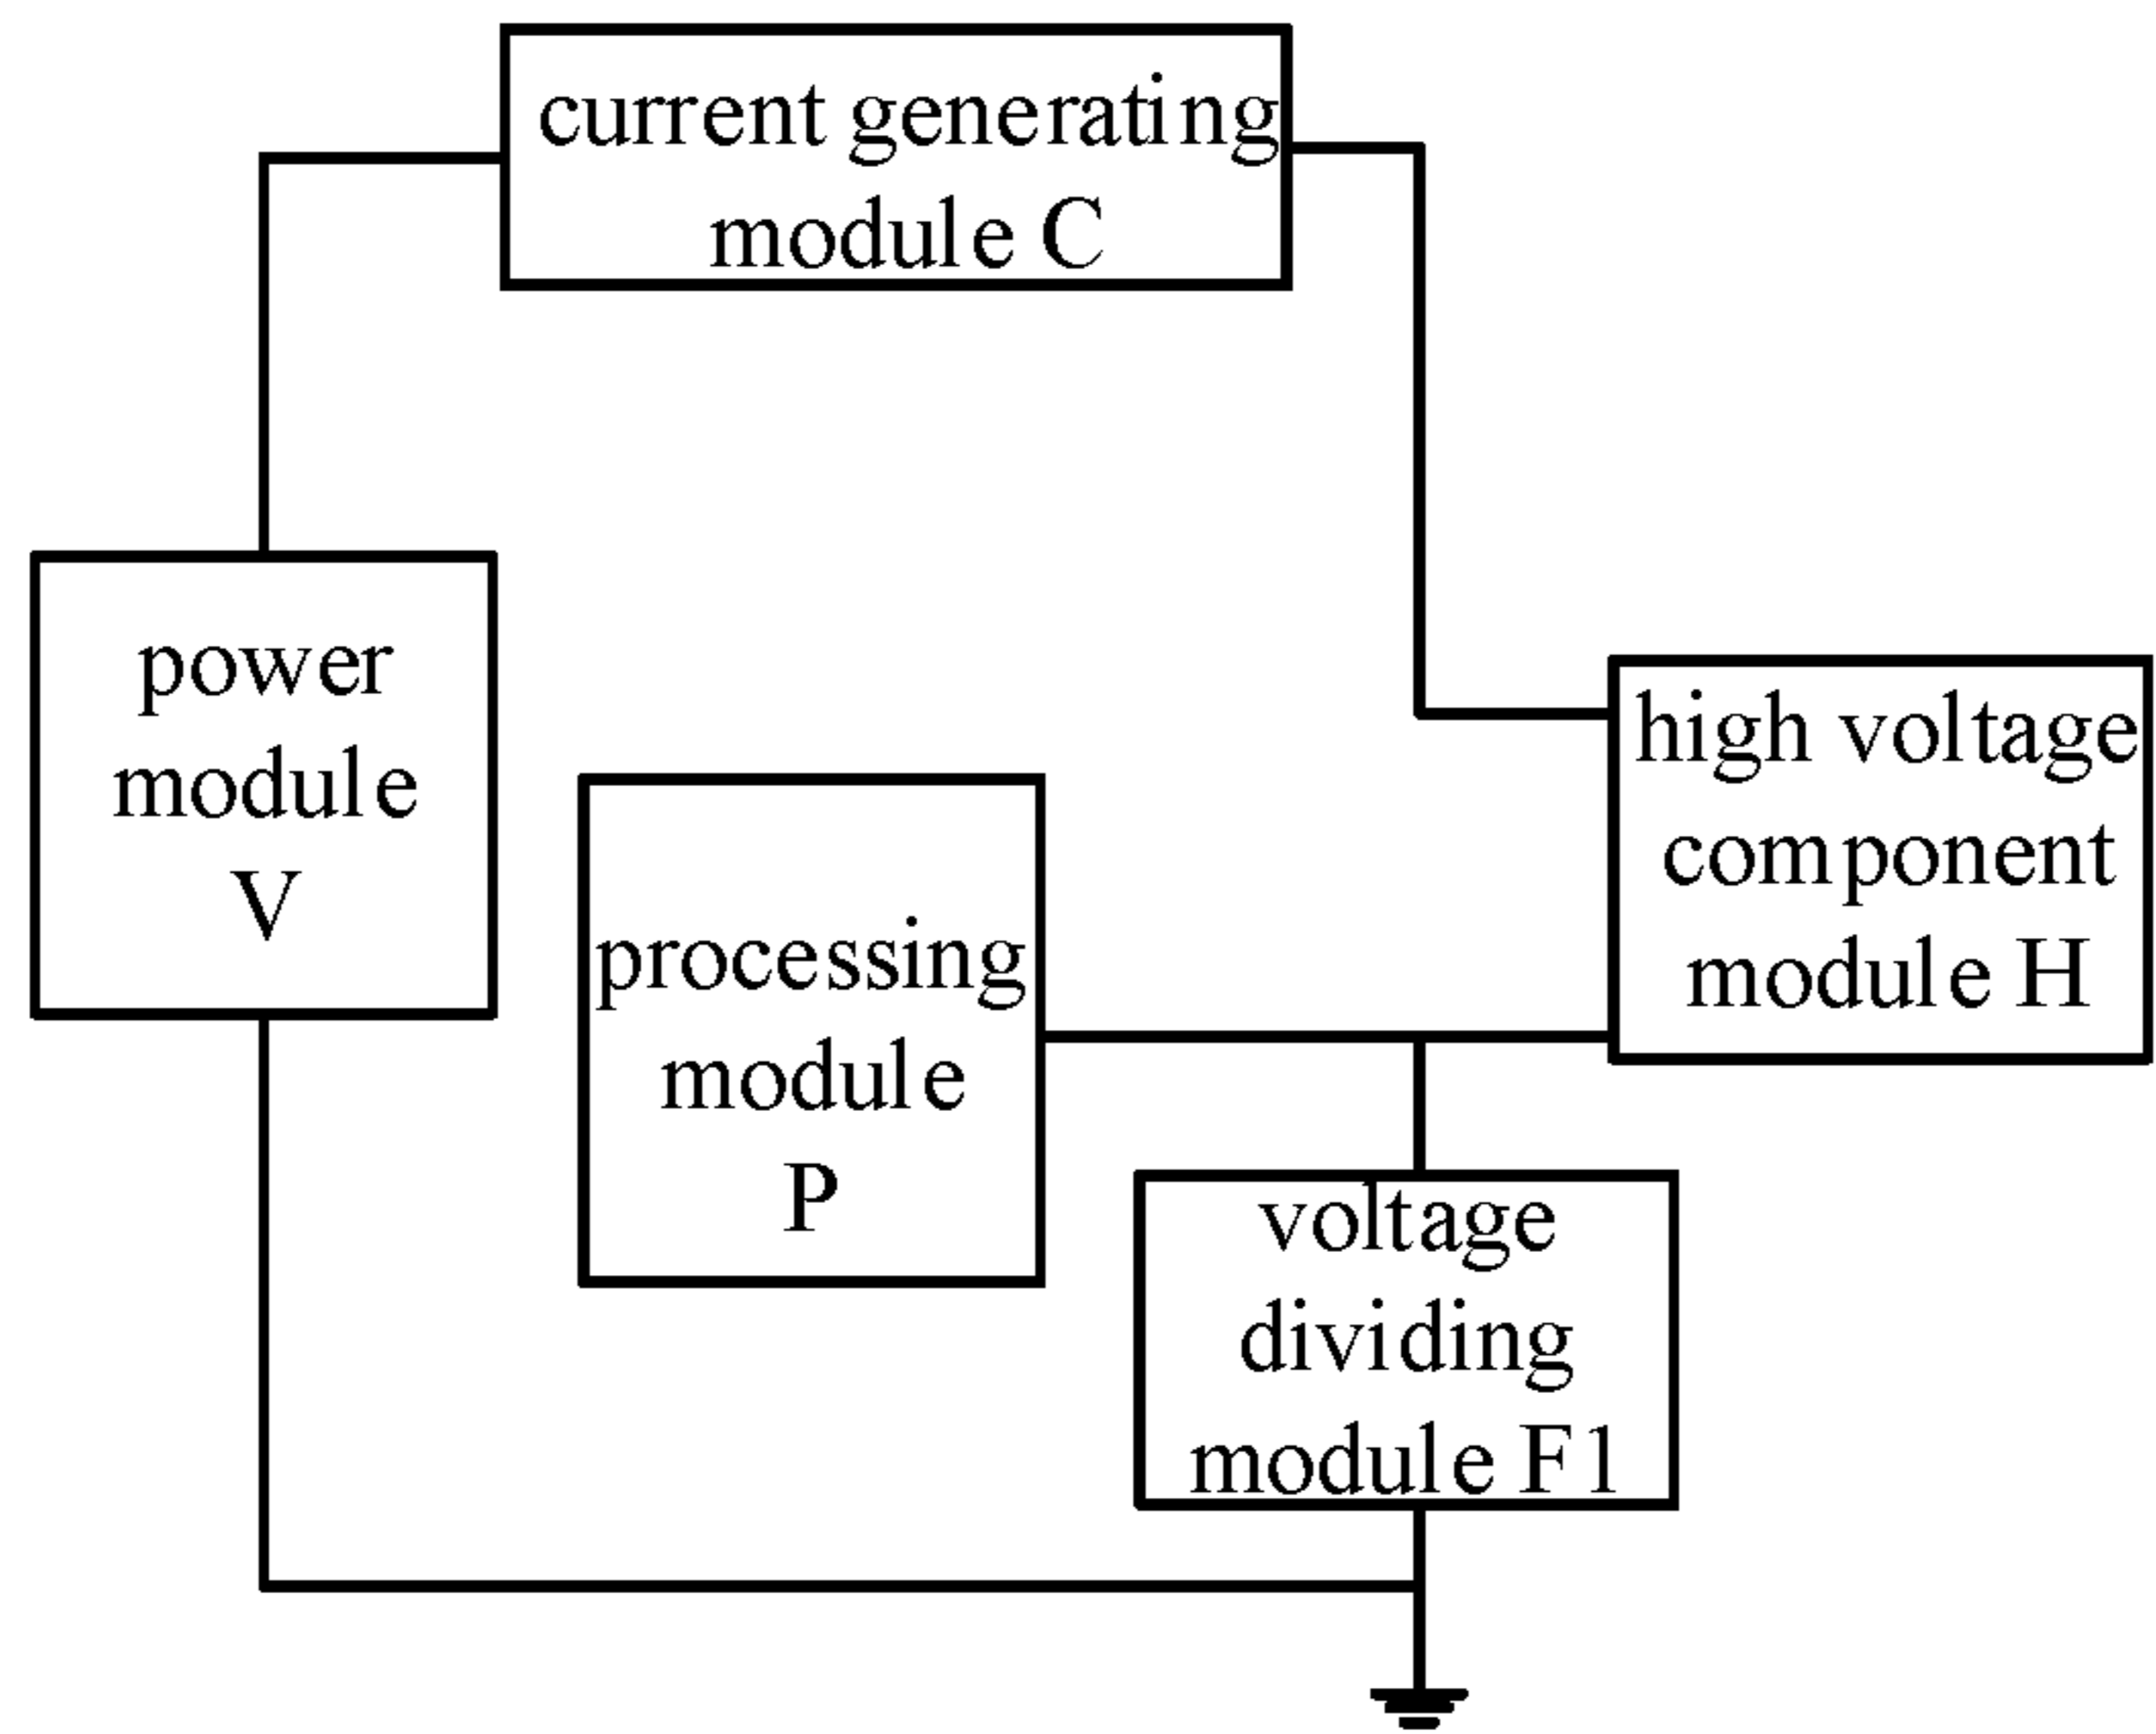 current generating
module C
power
module
V
high voltage
component
module H
processing
module
P
voltage
dividing
module F1